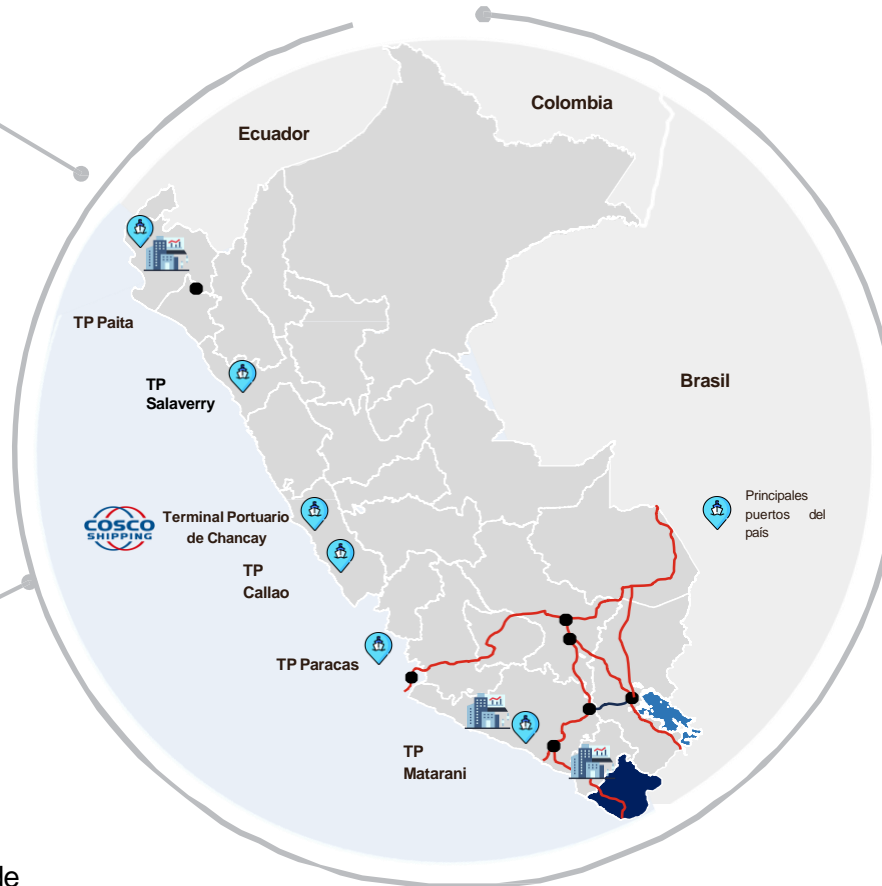 Colombia
Ecuador
TP Paita
Brasil
TP
Salaverry
Principales
puertos del
país
COSCO
SHIPPING
Terminal Portuario
de Chancay
TP
Callao
TP Paracas
TP
Matarani
de